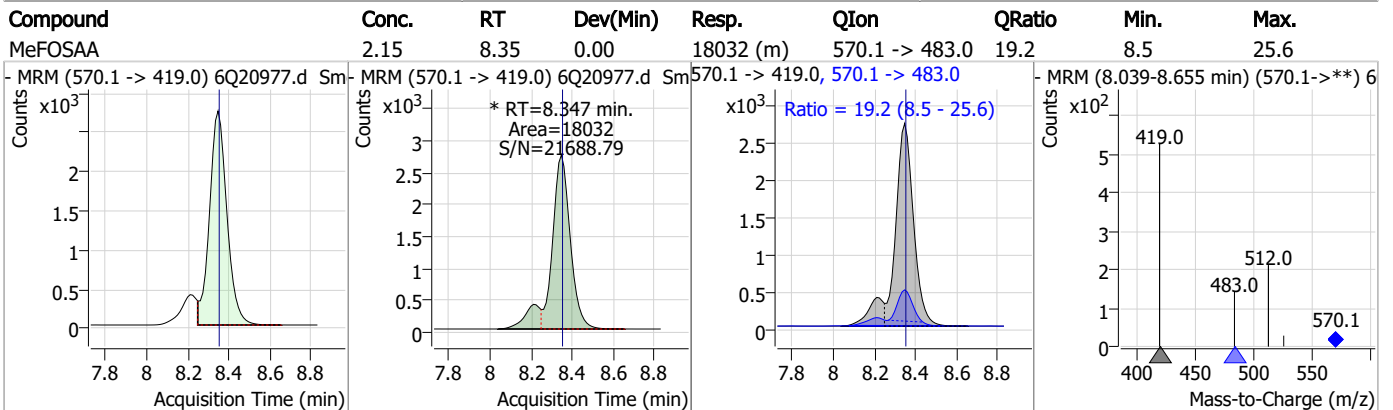 Compound Conc. RT Dev(Min) Resp. QIon QRatio Min. Max.
MeFOSAA 2.15 8.35 0.00 18032 (m) 570.1 -> 483.0 19.2 8.5 25.6
- MRM (570.1 -> 419.0) 6Q20977.d Sm
Counts
x10³
2
1.5
1
0.5
0
7.8 8 8.2 8.4 8.6 8.8
Acquisition Time (min)
- MRM (570.1 -> 419.0) 6Q20977.d Sm
Counts
x10³
* RT=8.347 min.
Area=18032
S/N=21688.79
3
2.5
2
1.5
1
0.5
0
7.8 8 8.2 8.4 8.6 8.8
Acquisition Time (min)
570.1 -> 419.0, 570.1 -> 483.0
Counts
x10³
Ratio = 19.2 (8.5 - 25.6)
2.5
2
1.5
1
0.5
0
7.8 8 8.2 8.4 8.6 8.8
Acquisition Time (min)
- MRM (8.039-8.655 min) (570.1->**) 6
Counts
x10²
419.0
5
4
3
512.0
2
483.0
1
570.1
0
400 450 500 550
Mass-to-Charge (m/z)